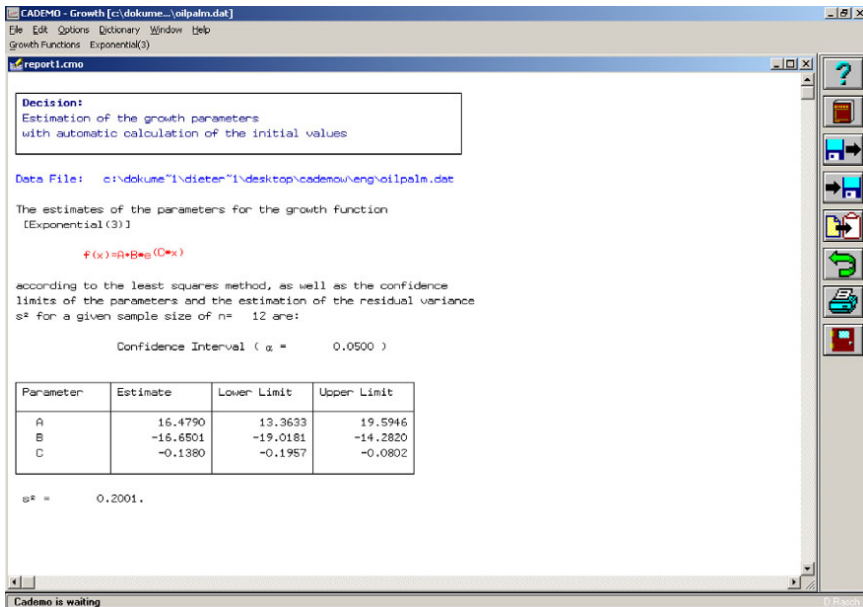 CADEMO - Growth [c:\dokume...\oilpalm.dat]
File Edit Options Dictionary Window Help
Growth Functions Exponential(3)
report1.cmo
Decision:
Estimation of the growth parameters
with automatic calculation of the initial values
Data File: c:\dokume~1\dieter~1\desktop\cademow\eng\oilpalm.dat
The estimates of the parameters for the growth function
[Exponential(3)]
f(x)=A+B*e(C*x)
according to the least squares method, as well as the confidence
limits of the parameters and the estimation of the residual variance
s² for a given sample size of n= 12 are:
Confidence Interval ( α = 0.0500 )
Parameter Estimate Lower Limit Upper Limit
A 16.4790 13.3633 19.5946
B -16.6501 -19.0181 -14.2820
C -0.1380 -0.1957 -0.0802
s² = 0.2001.
Cademo is waiting
D.Rasch